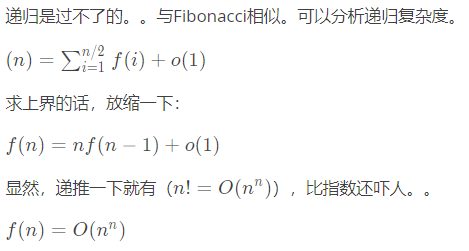 递归是过不了的。。与Fibonacci相似。可以分析递归复杂度。
(n) = \sum_{i=1}^{n/2} f(i) + o(1)
求上界的话，放缩一下：
f(n) = nf(n − 1) + o(1)
显然，递推一下就有（n! = O(n^n)），比指数还吓人。。
f(n) = O(n^n)